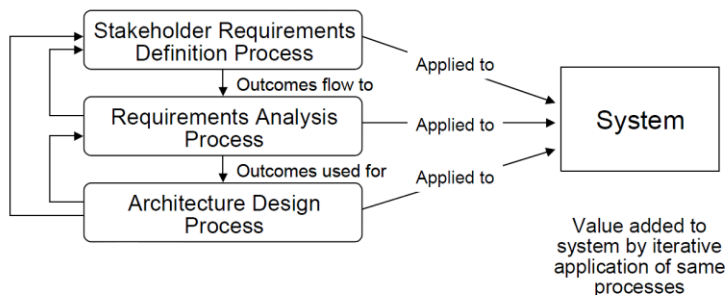 Stakeholder Requirements
Definition Process
Applied to
Outcomes flow to
Requirements Analysis
Process
Applied to
System
Outcomes used for
Applied to
Architecture Design
Process
Value added to
system by iterative
application of same
processes